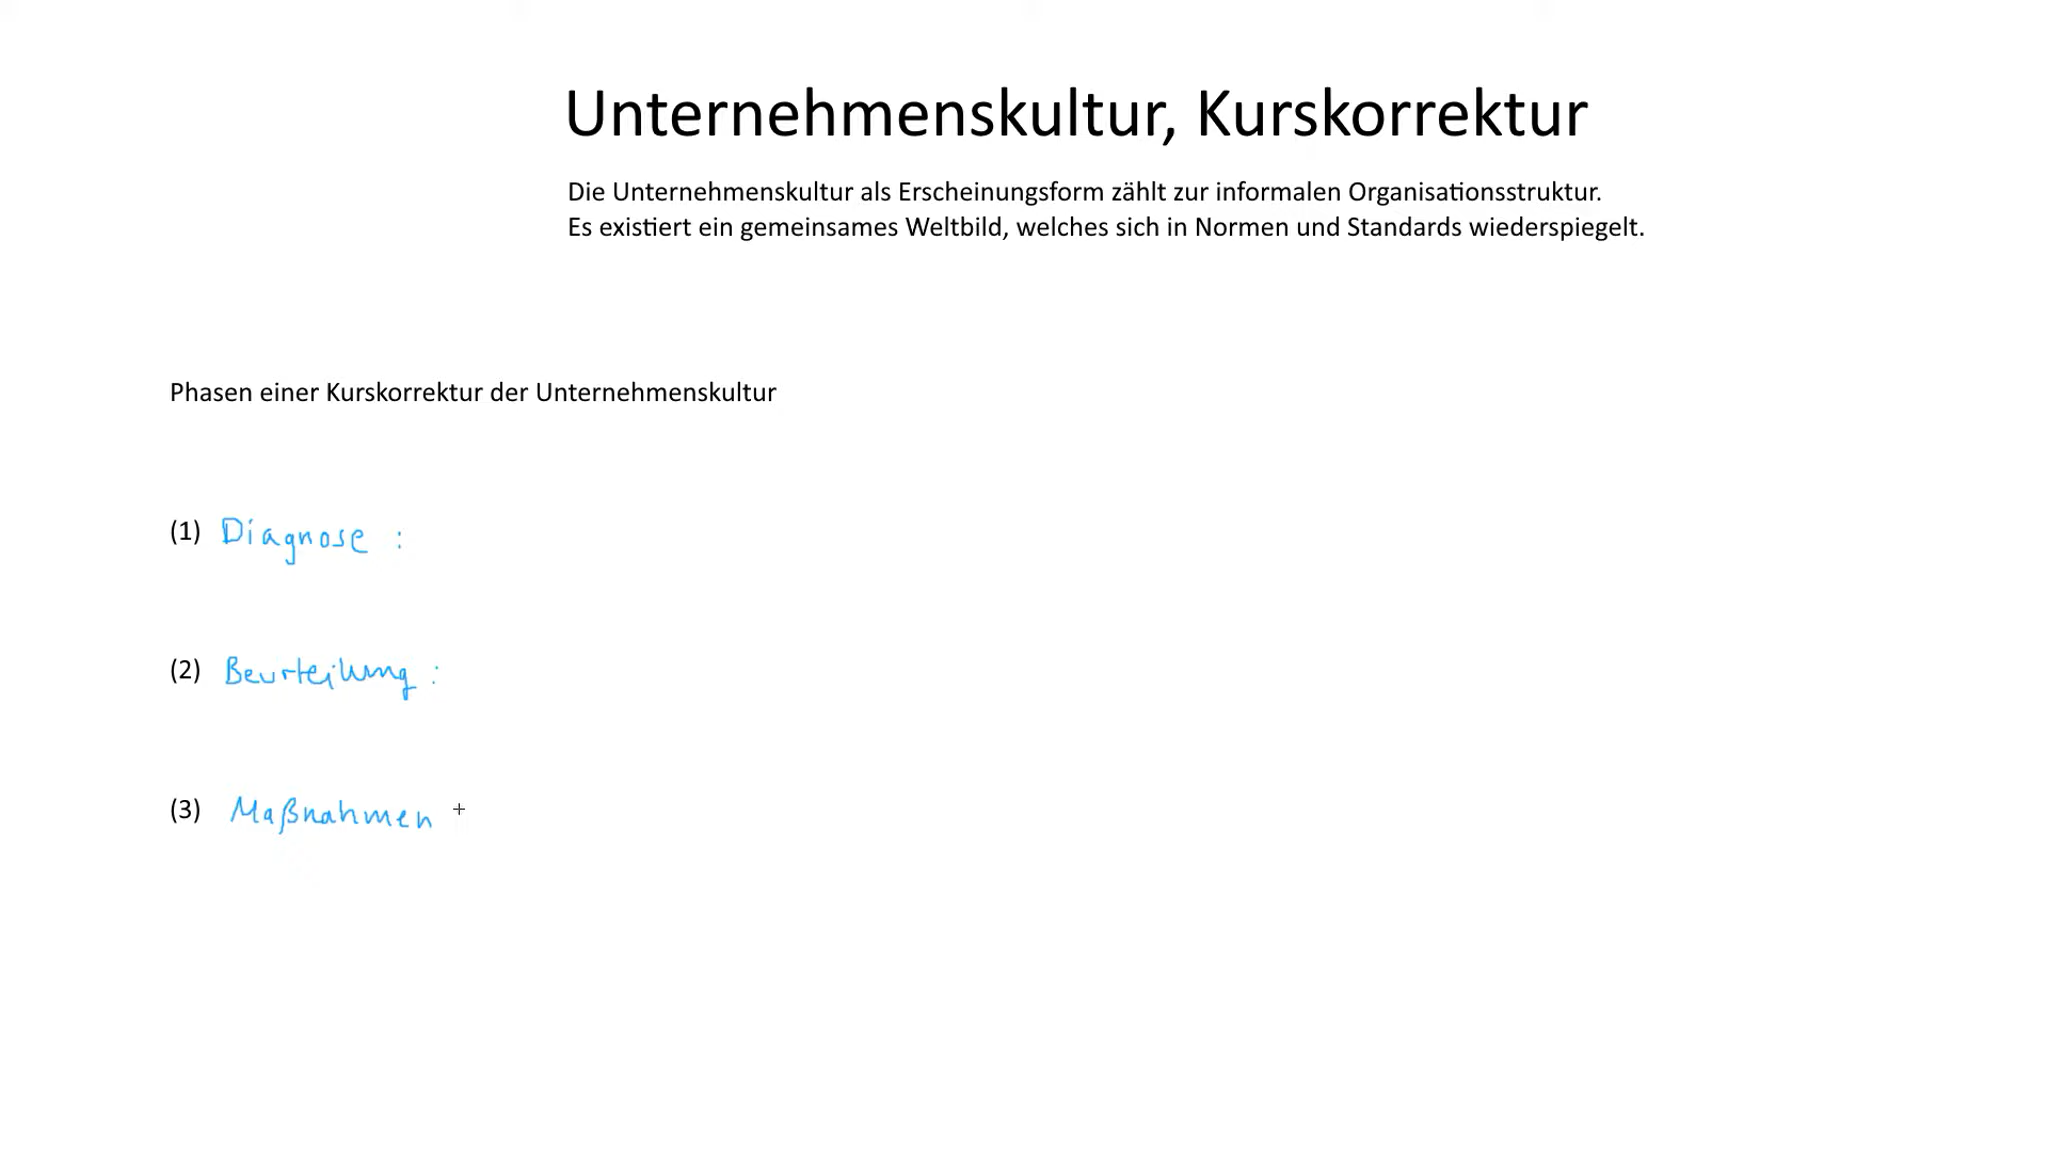 Unternehmenskultur, Kurskorrektur
Die Unternehmenskultur als Erscheinungsform zählt zur informalen Organisationsstruktur.
Es existiert ein gemeinsames Weltbild, welches sich in Normen und Standards wiederspiegelt.
Phasen einer Kurskorrektur der Unternehmenskultur
(1) Diagnose :
(2) Beurteilung :
(3) Maßnahmen